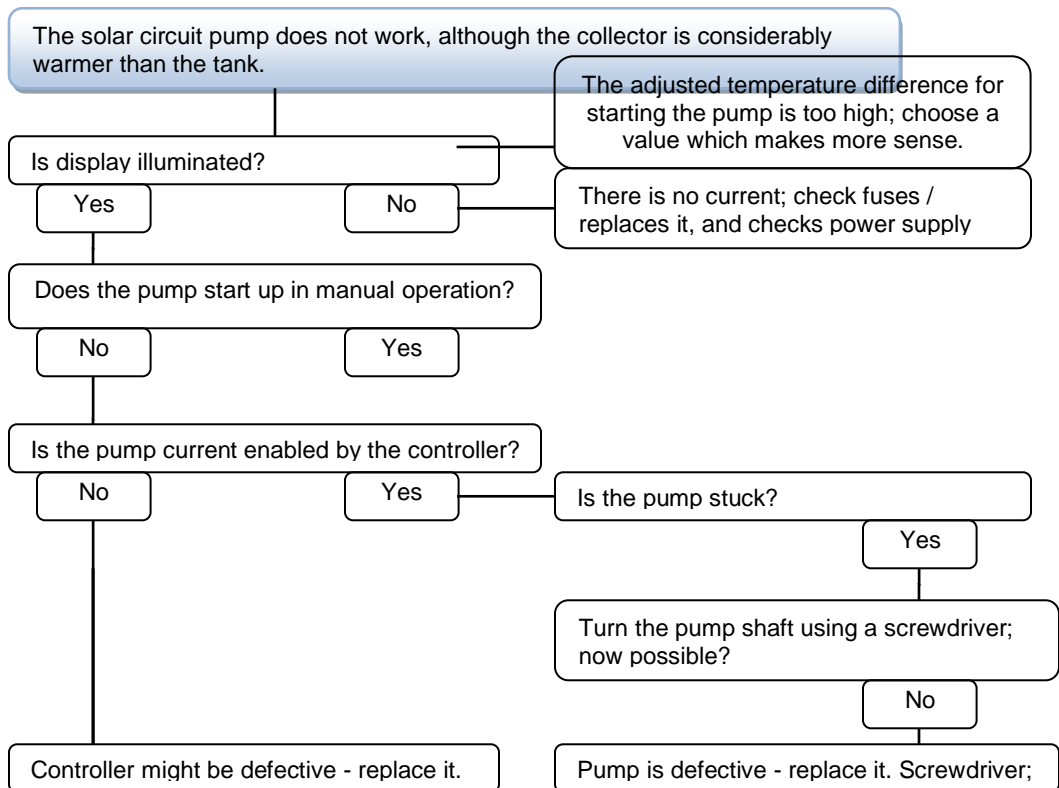 The solar circuit pump does not work, although the collector is considerably
warmer than the tank.
The adjusted temperature difference for
starting the pump is too high; choose a
value which makes more sense.
Is display illuminated?
Yes
No
There is no current; check fuses /
replaces it, and checks power supply
Does the pump start up in manual operation?
No
Yes
Is the pump current enabled by the controller?
No
Yes
Is the pump stuck?
Yes
Turn the pump shaft using a screwdriver;
now possible?
No
Controller might be defective - replace it.
Pump is defective - replace it. Screwdriver;